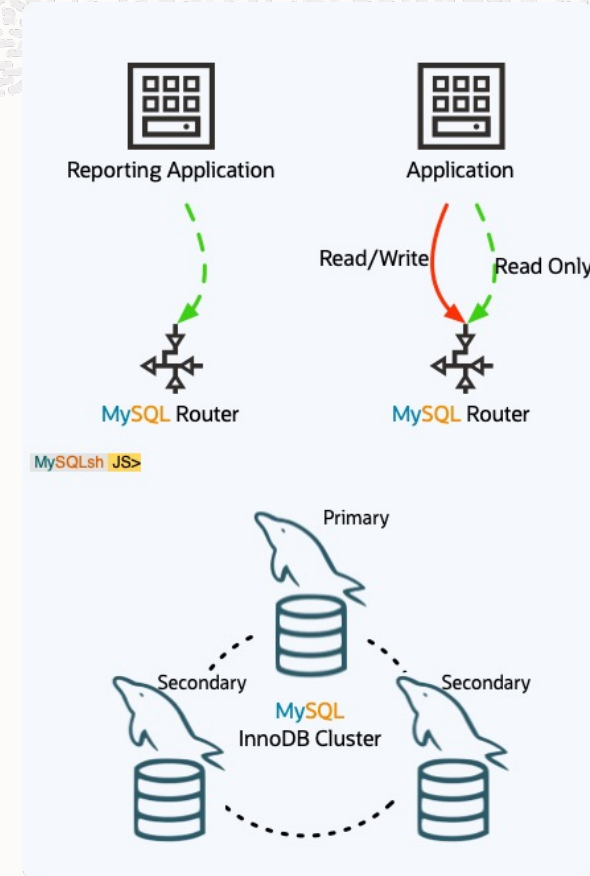 Reporting Application
Application
Read/Write
Read Only
MySQL Router
MySQL Router
MySQLsh JS>
Primary
Secondary
Secondary
MySQL
InnoDB Cluster